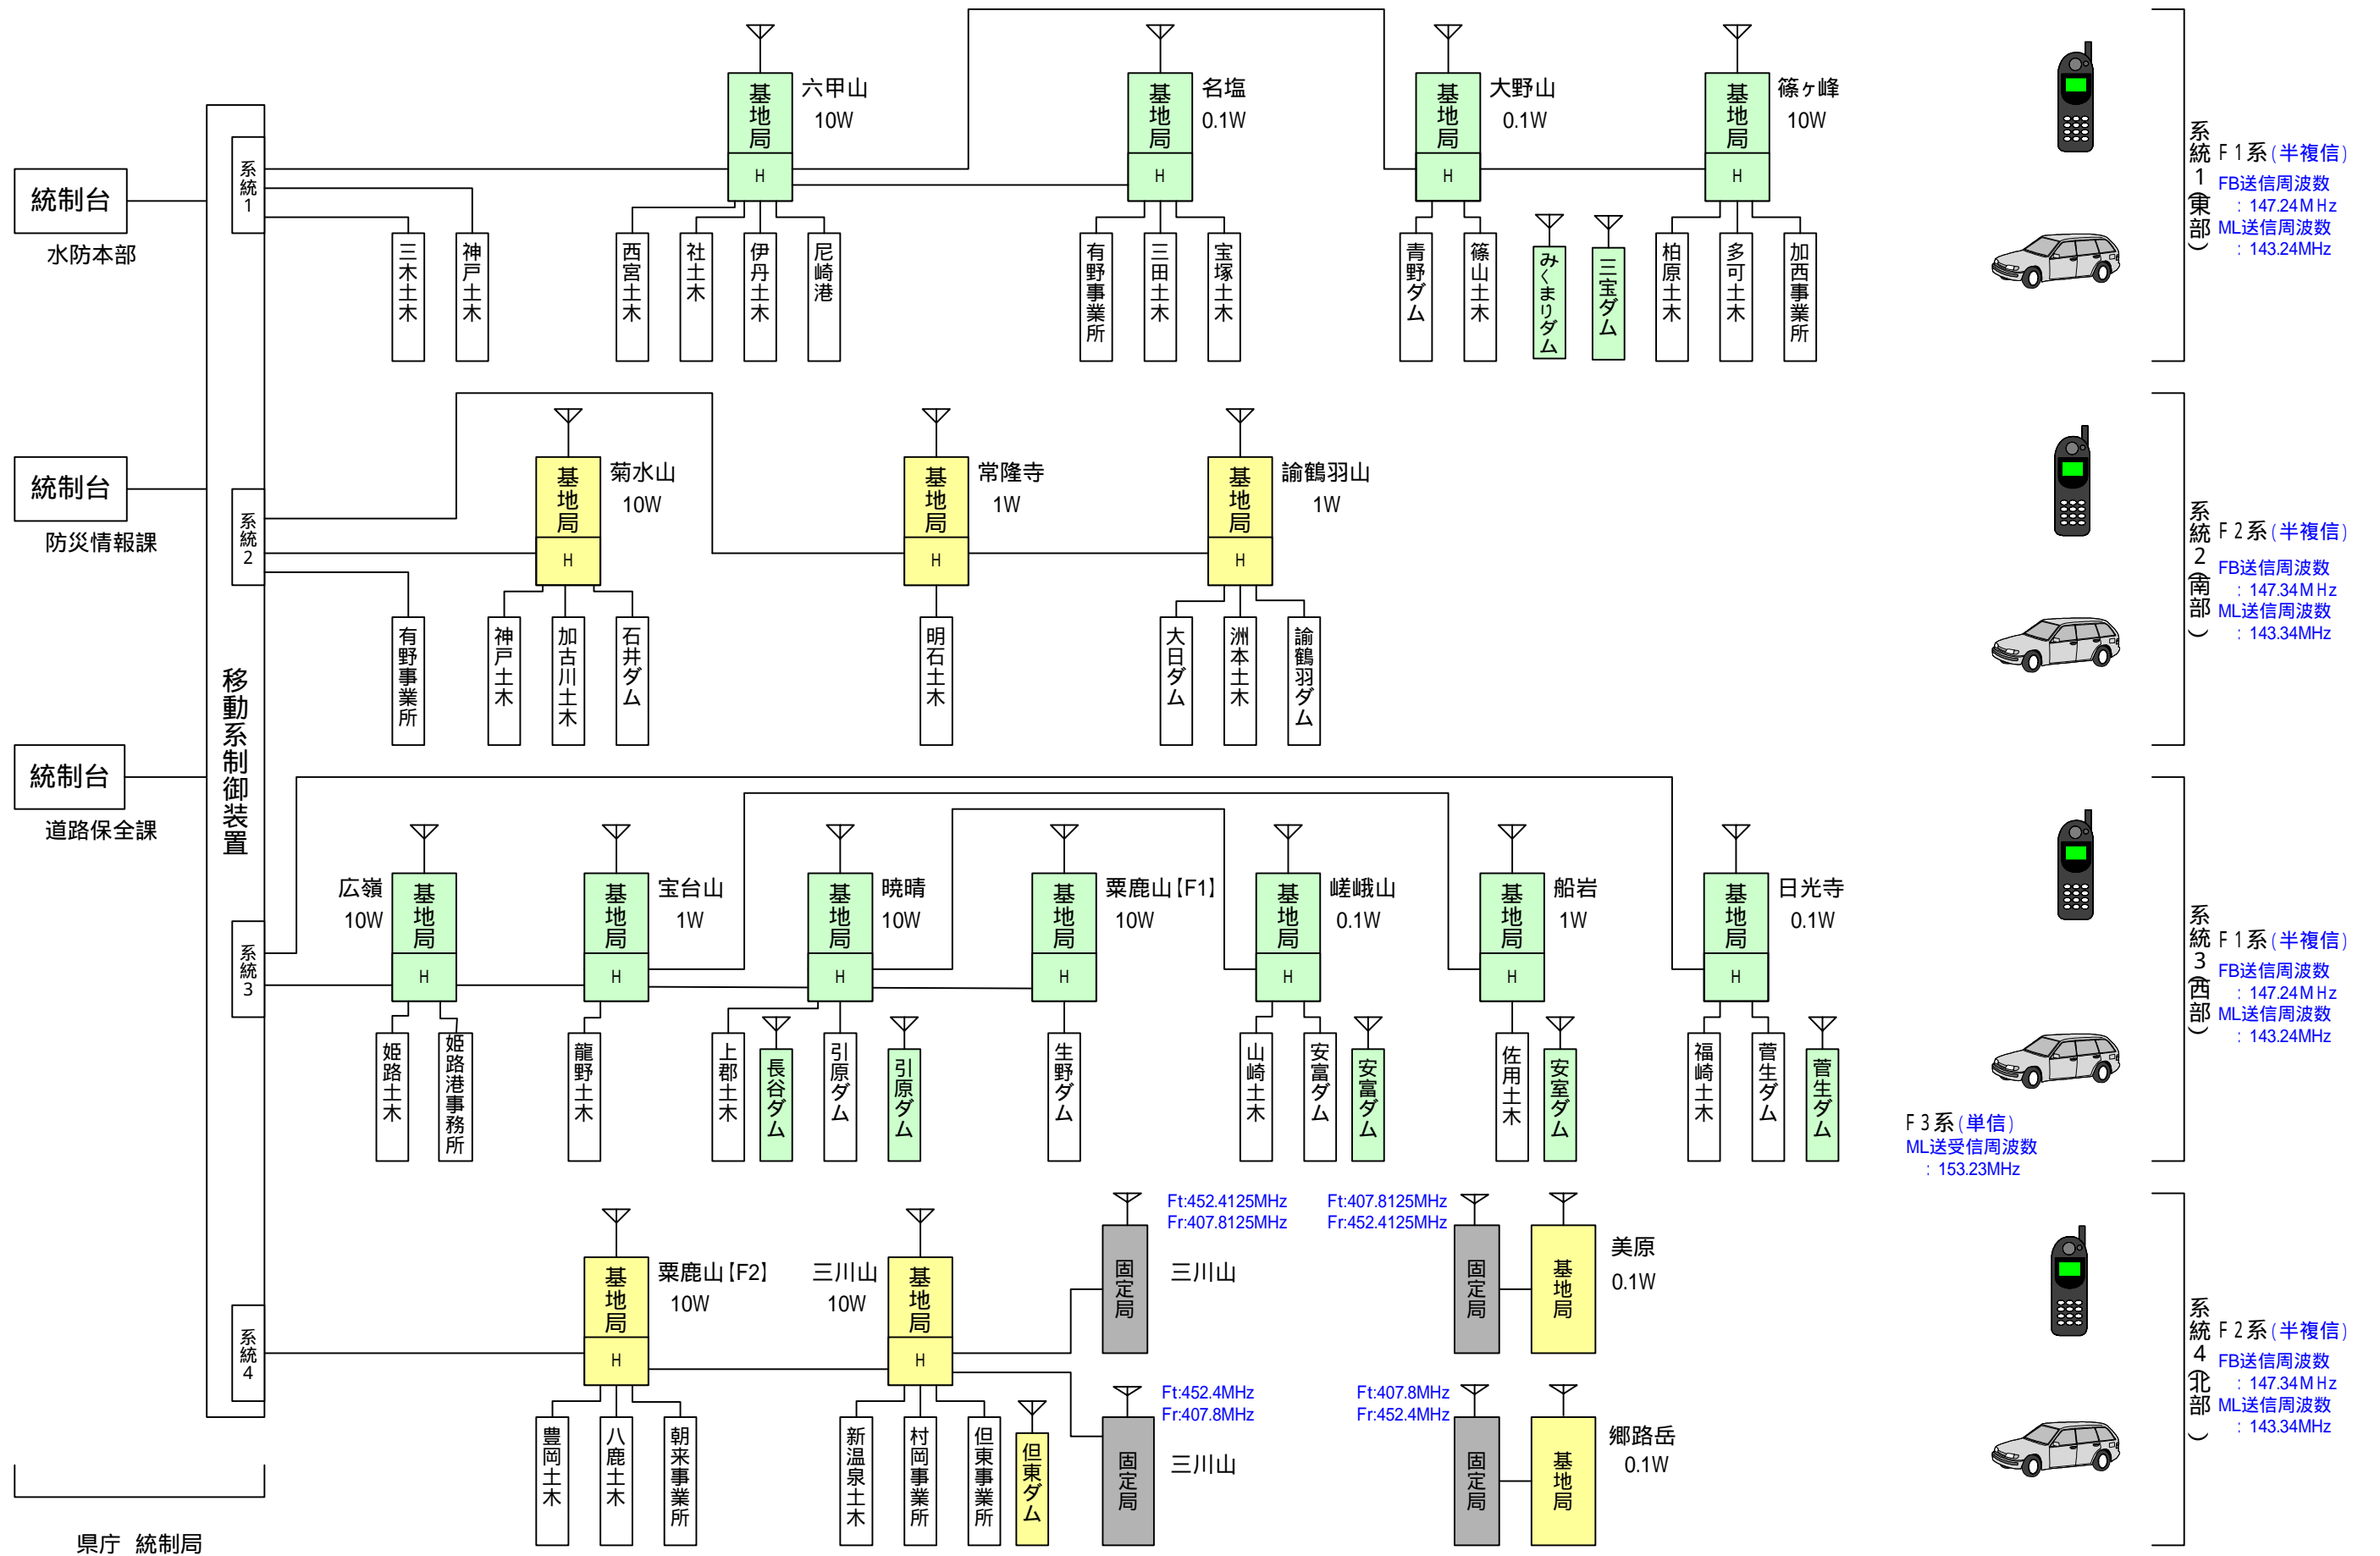 六甲山
10W
基地局
H
名塩
0.1W
基地局
H
大野山
0.1W
基地局
H
篠ヶ峰
10W
基地局
H
系統1
統制台
水防本部
三木土木
神戸土木
西宮土木
社土木
伊丹土木
尼崎港
有野事業所
三田土木
宝塚土木
青野ダム
篠山土木
みくまりダム
三宝ダム
柏原土木
多可土木
加西事業所
系統1(東部)
F1系(半複信)
FB送信周波数
: 147.24MHz
ML送信周波数
: 143.24MHz
統制台
防災情報課
系統2
菊水山
10W
基地局
H
常隆寺
1W
基地局
H
諭鶴羽山
1W
基地局
H
有野事業所
神戸土木
加古川土木
石井ダム
明石土木
大日ダム
洲本土木
諭鶴羽ダム
系統2(南部)
F2系(半複信)
FB送信周波数
: 147.34MHz
ML送信周波数
: 143.34MHz
統制台
道路保全課
移動系制御装置
系統3
広嶺
10W
基地局
H
宝台山
1W
基地局
H
暁晴
10W
基地局
H
粟鹿山【F1】
10W
基地局
H
嵯峨山
0.1W
基地局
H
船岩
1W
基地局
H
日光寺
0.1W
基地局
H
姫路土木
姫路港事務所
龍野土木
上郡土木
長谷ダム
引原ダム
引原ダム
生野ダム
山崎土木
安富ダム
安富ダム
佐用土木
安室ダム
福崎土木
菅生ダム
菅生ダム
系統3(西部)
F1系(半複信)
FB送信周波数
: 147.24MHz
ML送信周波数
: 143.24MHz
F3系(単信)
ML送受信周波数
: 153.23MHz
系統4
粟鹿山【F2】
10W
基地局
H
三川山
10W
基地局
H
Ft:452.4125MHz
Fr:407.8125MHz
固定局
三川山
Ft:407.8125MHz
Fr:452.4125MHz
固定局
基地局
美原
0.1W
豊岡土木
八鹿土木
朝来事業所
新温泉土木
村岡事業所
但東事業所
但東ダム
Ft:452.4MHz
Fr:407.8MHz
固定局
三川山
Ft:407.8MHz
Fr:452.4MHz
固定局
基地局
郷路岳
0.1W
系統4(北部)
F2系(半複信)
FB送信周波数
: 147.34MHz
ML送信周波数
: 143.34MHz
県庁 統制局